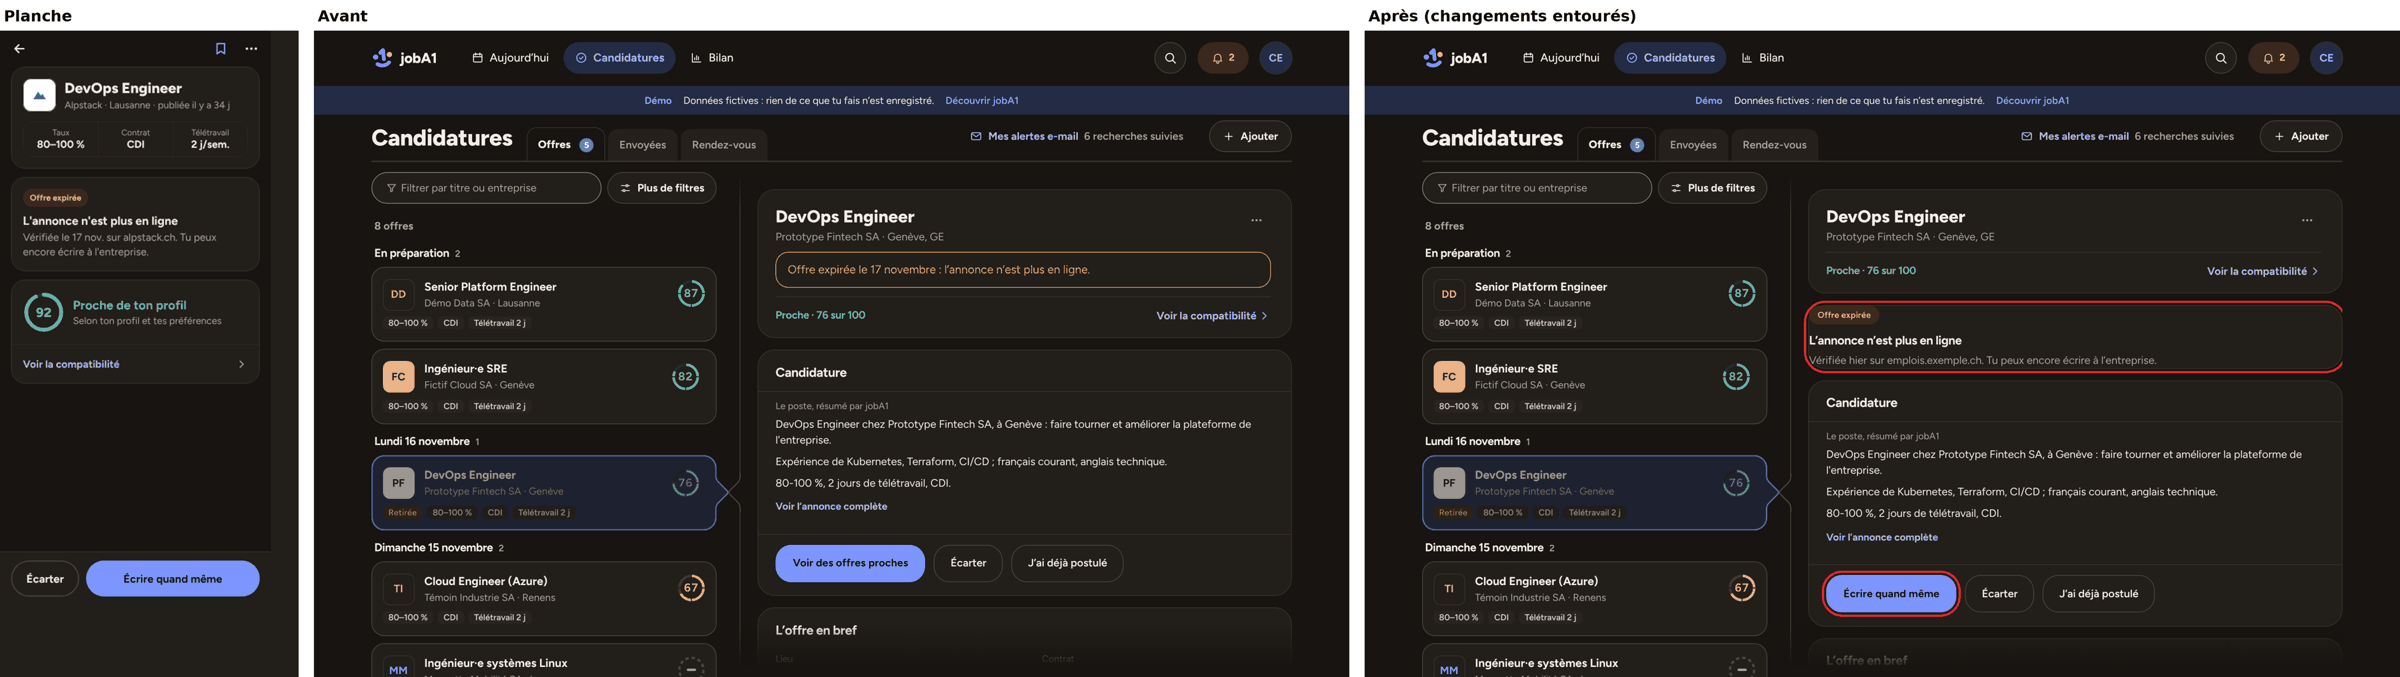 Planche
DevOps Engineer
Alpstack · Lausanne · publiée il y a 34 j
Taux
Contrat
Télétravail
80–100 %
CDI
2 j/sem.
Offre expirée
L'annonce n'est plus en ligne
Vérifiée le 17 nov. sur alpstack.ch. Tu peux
encore écrire à l'entreprise.
92
Proche de ton profil
Selon ton profil et tes préférences
Voir la compatibilité
Écarter
Écrire quand même
Avant
jobA1
Aujourd'hui
Candidatures
Bilan
2
CE
Démo Données fictives : rien de ce que tu fais n'est enregistré. Découvrir jobA1
Candidatures
Offres 5
Envoyées
Rendez-vous
Mes alertes e-mail 6 recherches suivies
+ Ajouter
Filtrer par titre ou entreprise
Plus de filtres
8 offres
En préparation 2
DD
Senior Platform Engineer
Démo Data SA · Lausanne
87
80–100 % CDI Télétravail 2 j
FC
Ingénieur·e SRE
Fictif Cloud SA · Genève
82
80–100 % CDI Télétravail 2 j
Lundi 16 novembre 1
PF
DevOps Engineer
Prototype Fintech SA · Genève
76
Retirée 80–100 % CDI Télétravail 2 j
Dimanche 15 novembre 2
TI
Cloud Engineer (Azure)
Témoin Industrie SA · Renens
67
80–100 % CDI Télétravail 2 j
MM
Ingénieur·e systèmes Linux
DevOps Engineer
Prototype Fintech SA · Genève, GE
Offre expirée le 17 novembre : l'annonce n'est plus en ligne.
Proche · 76 sur 100
Voir la compatibilité
Candidature
Le poste, résumé par jobA1
DevOps Engineer chez Prototype Fintech SA, à Genève : faire tourner et améliorer la plateforme de
l'entreprise.
Expérience de Kubernetes, Terraform, CI/CD ; français courant, anglais technique.
80-100 %, 2 jours de télétravail, CDI.
Voir l'annonce complète
Voir des offres proches
Écarter
J'ai déjà postulé
L'offre en bref
Lieu
Contrat
Après (changements entourés)
jobA1
Aujourd'hui
Candidatures
Bilan
2
CE
Démo Données fictives : rien de ce que tu fais n'est enregistré. Découvrir jobA1
Candidatures
Offres 5
Envoyées
Rendez-vous
Mes alertes e-mail 6 recherches suivies
+ Ajouter
Filtrer par titre ou entreprise
Plus de filtres
8 offres
En préparation 2
DD
Senior Platform Engineer
Démo Data SA · Lausanne
87
80–100 % CDI Télétravail 2 j
FC
Ingénieur·e SRE
Fictif Cloud SA · Genève
82
80–100 % CDI Télétravail 2 j
Lundi 16 novembre 1
PF
DevOps Engineer
Prototype Fintech SA · Genève
76
Retirée 80–100 % CDI Télétravail 2 j
Dimanche 15 novembre 2
TI
Cloud Engineer (Azure)
Témoin Industrie SA · Renens
67
80–100 % CDI Télétravail 2 j
MM
Ingénieur·e systèmes Linux
DevOps Engineer
Prototype Fintech SA · Genève, GE
Proche · 76 sur 100
Voir la compatibilité
Offre expirée
L'annonce n'est plus en ligne
Vérifiée hier sur emplois.exemple.ch. Tu peux encore écrire à l'entreprise.
Candidature
Le poste, résumé par jobA1
DevOps Engineer chez Prototype Fintech SA, à Genève : faire tourner et améliorer la plateforme de
l'entreprise.
Expérience de Kubernetes, Terraform, CI/CD ; français courant, anglais technique.
80-100 %, 2 jours de télétravail, CDI.
Voir l'annonce complète
Écrire quand même
Écarter
J'ai déjà postulé
L'offre en bref